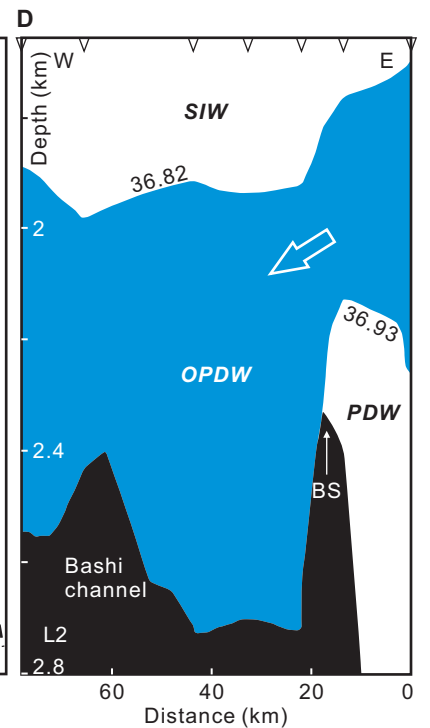 D
W
E
Depth (km)
SIW
36.82
2
36.93
OPDW
PDW
2.4
BS
Bashi
channel
L2
2.8
60
40
20
0
Distance (km)